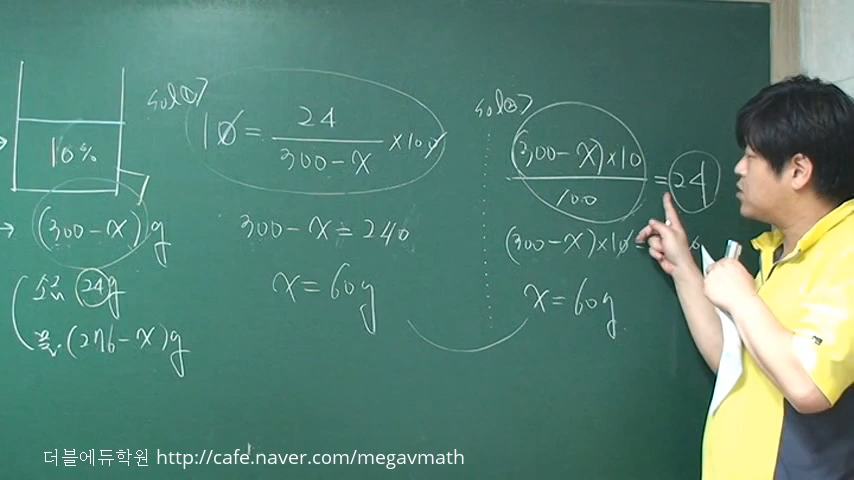 10%
(300-x)g
소금 (24g
물 (276-x)g
sol①)
10 = 24/(300-x) ×100
300-x=240
x=60g
sol②)
(300-x)×10/100 = 24
(300-x)×10=
x=60g
더블에듀학원 http://cafe.naver.com/megavmath